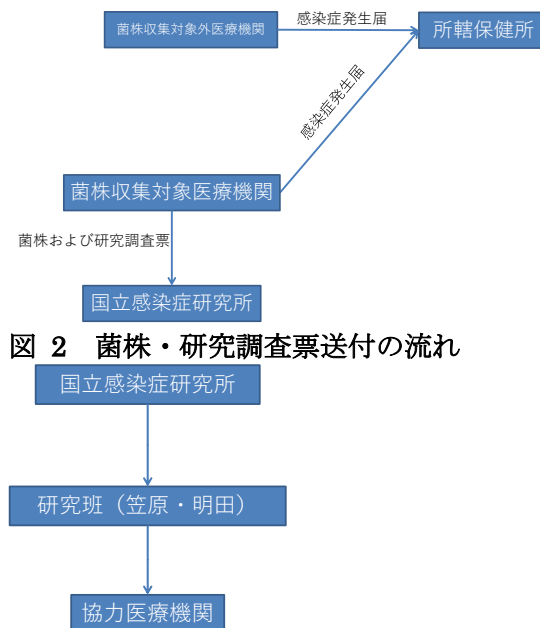 感染症発生届
菌株収集対象外医療機関
所轄保健所
感染症発生届
菌株収集対象医療機関
菌株および研究調査票
国立感染症研究所
図 2　菌株・研究調査票送付の流れ
国立感染症研究所
研究班（笠原・明田）
協力医療機関